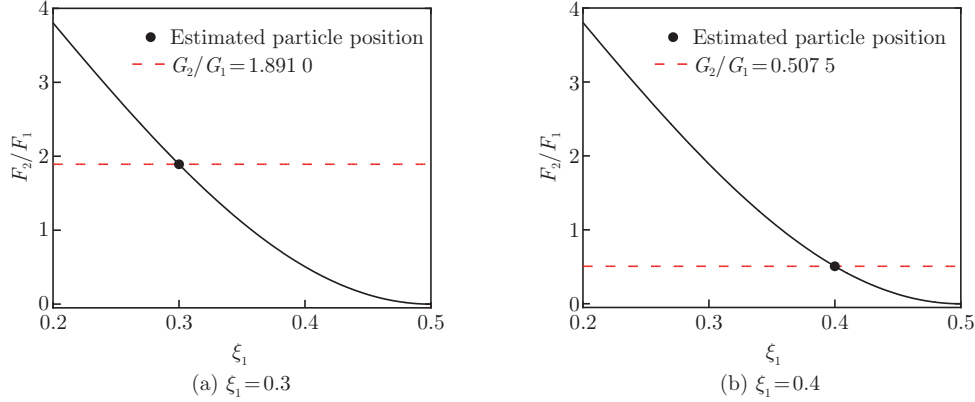 4
3
2
1
0
F₂/F₁
Estimated particle position
G₂/G₁=1.891 0
0.2 0.3 0.4 0.5
ξ₁
(a) ξ₁=0.3
4
3
2
1
0
F₂/F₁
Estimated particle position
G₂/G₁=0.507 5
0.2 0.3 0.4 0.5
ξ₁
(b) ξ₁=0.4